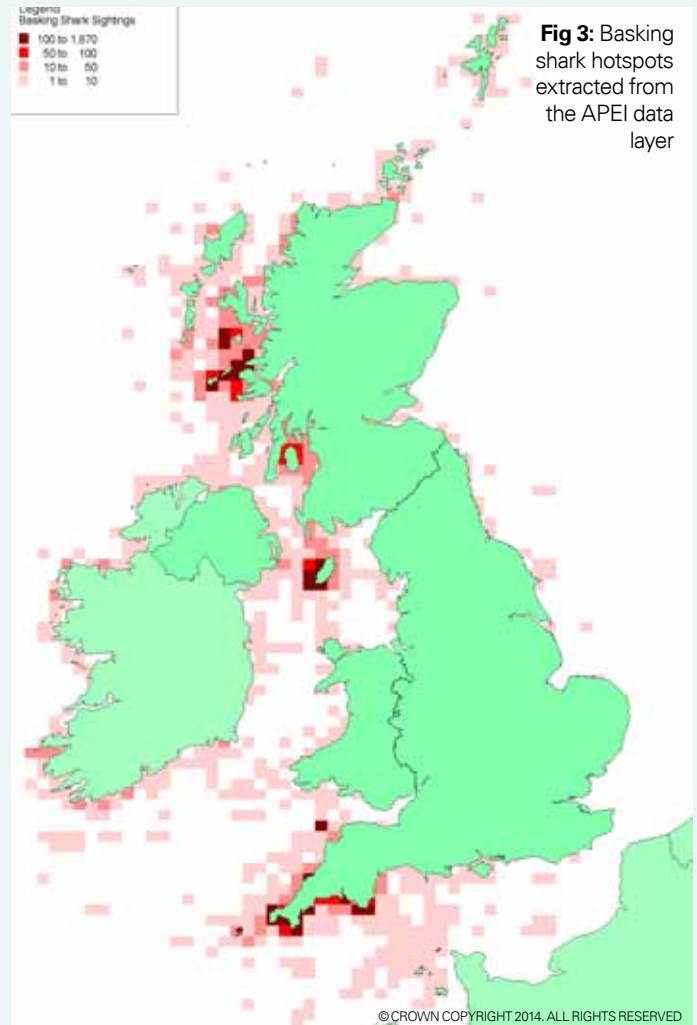 Legend
Basking Shark Sightings
100 to 1,670
50 to 100
10 to 50
1 to 10
Fig 3: Basking
shark hotspots
extracted from
the APEI data
layer
© CROWN COPYRIGHT 2014. ALL RIGHTS RESERVED